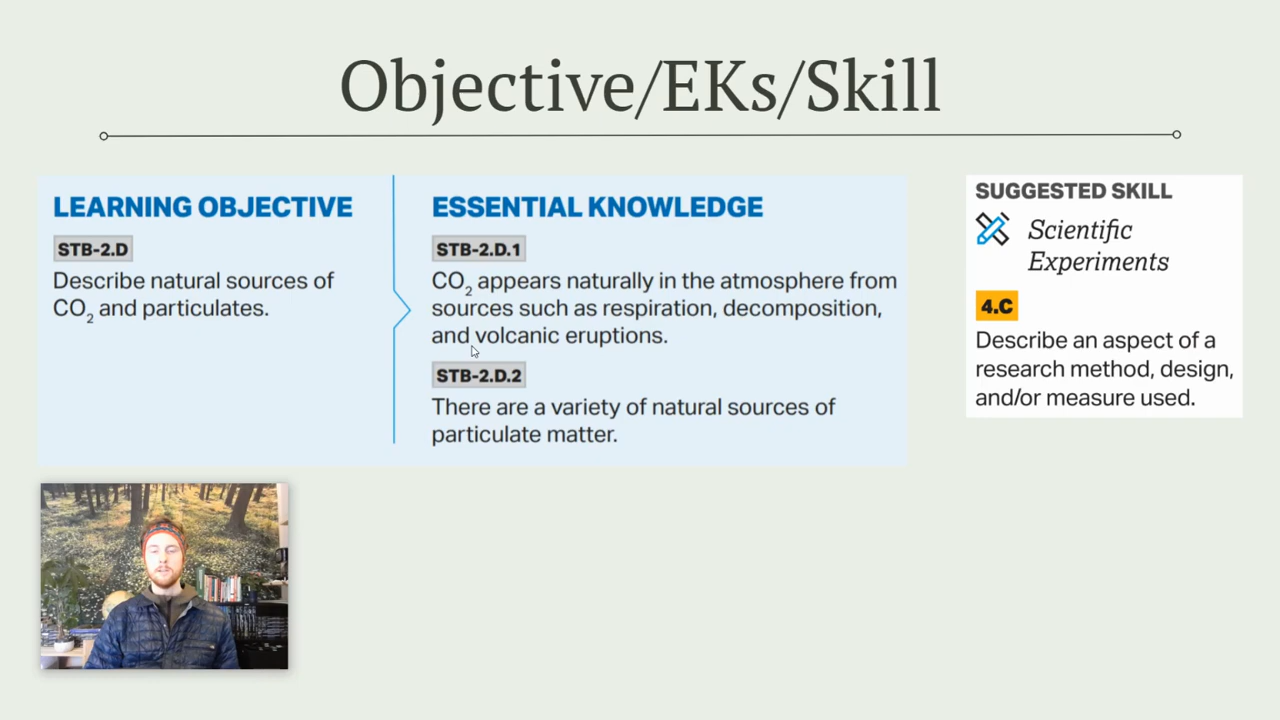 Objective/EKs/Skill
LEARNING OBJECTIVE
STB-2.D
Describe natural sources of
CO₂ and particulates.
ESSENTIAL KNOWLEDGE
STB-2.D.1
CO₂ appears naturally in the atmosphere from
sources such as respiration, decomposition,
and volcanic eruptions.
STB-2.D.2
There are a variety of natural sources of
particulate matter.
SUGGESTED SKILL
Scientific
Experiments
4.C
Describe an aspect of a
research method, design,
and/or measure used.